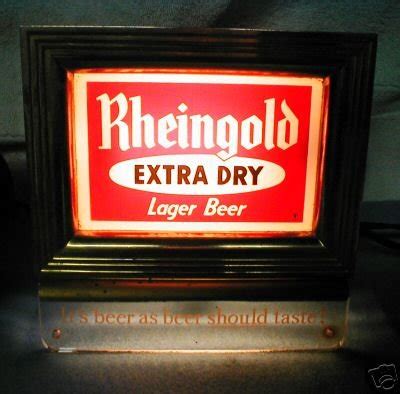 Rheingold
EXTRA DRY
Lager Beer
It's beer as beer should taste!